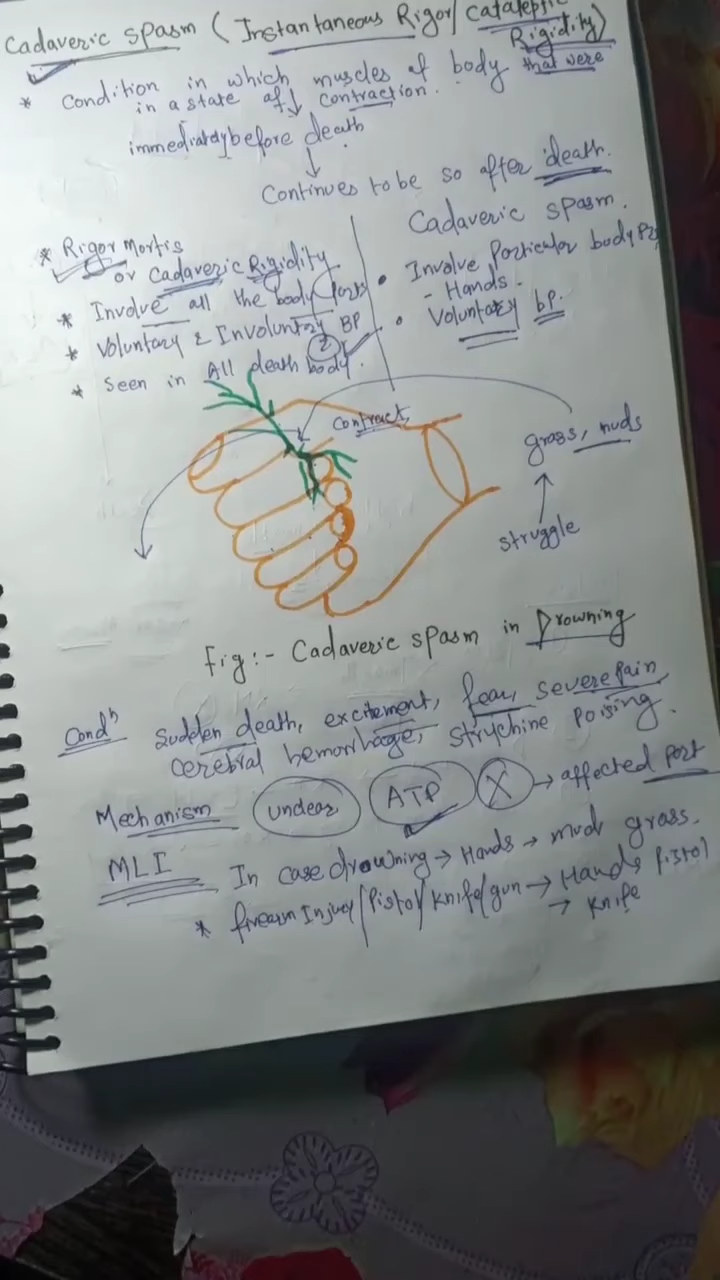 Cadaveric spasm ( Instantaneous Rigor/ Cataleptic
Rigidity)
* Condition in which muscles of body that were
in a state of contraction.
immediately before death
Continues to be so after death.
* Rigor Mortis
or Cadaveric Rigidity
* Involve all the body Parts
* Voluntary & Involuntary BP
* Seen in All death body.
Cadaveric spasm.
• Involve Particular body Pr
- Hands -
• Voluntary bP.
Contract
grass, muds
struggle
Fig:- Cadaveric spasm in Drowning
Condⁿ Sudden death, excitement, fear, severe pain,
cerebral hemorrhage, strychine poising.
Mechanism unclear ATP X → affected Part
MLI In case drowning → Hands → mud grass.
* firearm Injury/Pistol/Knife/gun → Hands Pistol
→ Knife